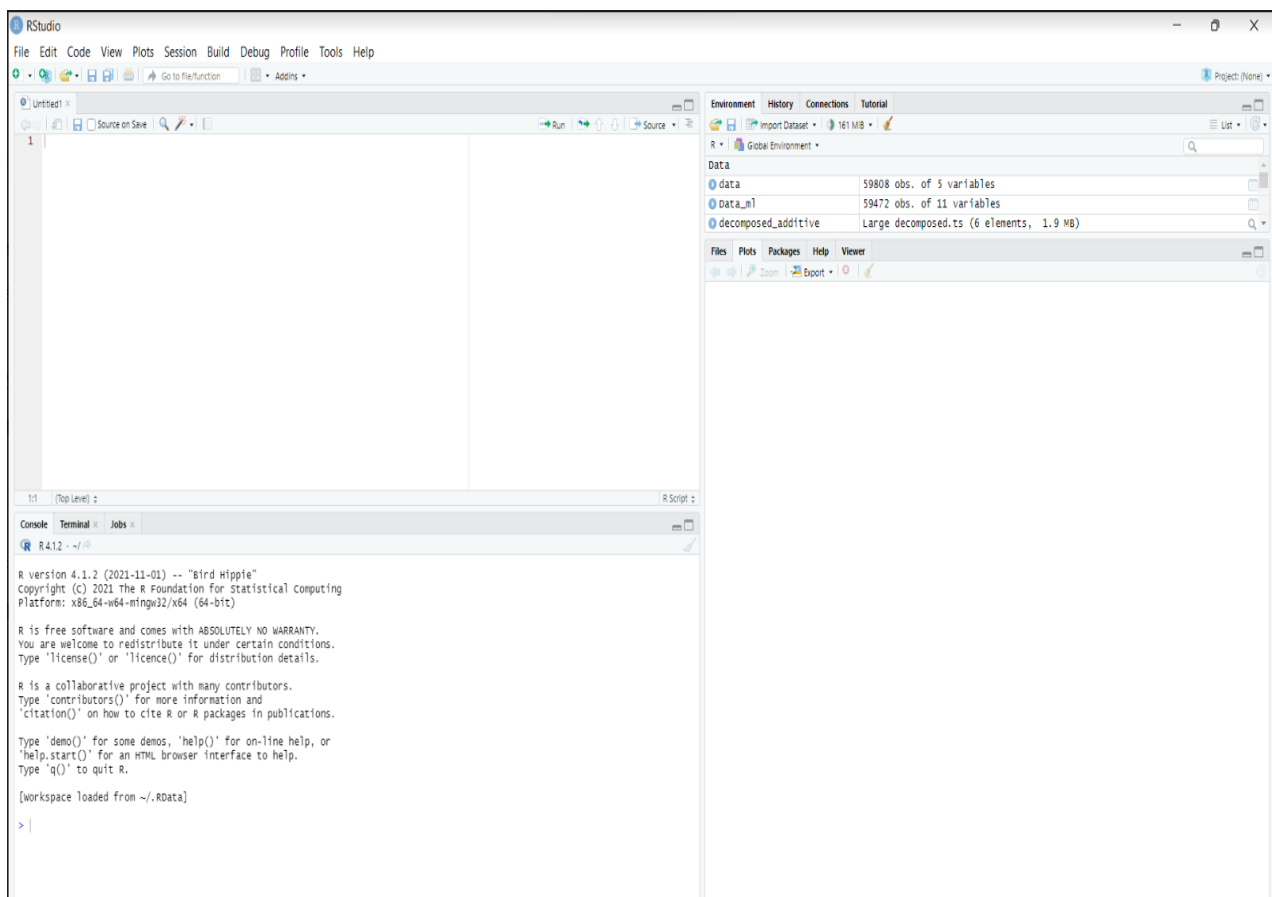 RStudio
File Edit Code View Plots Session Build Debug Profile Tools Help
Go to file/function Addins
Project: (None)
Untitled1
Source on Save Run Source
1
1:1 (Top Level) R Script
Console Terminal Jobs
R 4.1.2 · ~/
R version 4.1.2 (2021-11-01) -- "Bird Hippie"
Copyright (C) 2021 The R Foundation for Statistical Computing
Platform: x86_64-w64-mingw32/x64 (64-bit)
R is free software and comes with ABSOLUTELY NO WARRANTY.
You are welcome to redistribute it under certain conditions.
Type 'license()' or 'licence()' for distribution details.
R is a collaborative project with many contributors.
Type 'contributors()' for more information and
'citation()' on how to cite R or R packages in publications.
Type 'demo()' for some demos, 'help()' for on-line help, or
'help.start()' for an HTML browser interface to help.
Type 'q()' to quit R.
[Workspace loaded from ~/.RData]
>
Environment History Connections Tutorial
Import Dataset 161 MiB List
R Global Environment
Data
data 59808 obs. of 5 variables
Data_ml 59472 obs. of 11 variables
decomposed_additive Large decomposed.ts (6 elements, 1.9 MB)
Files Plots Packages Help Viewer
Zoom Export